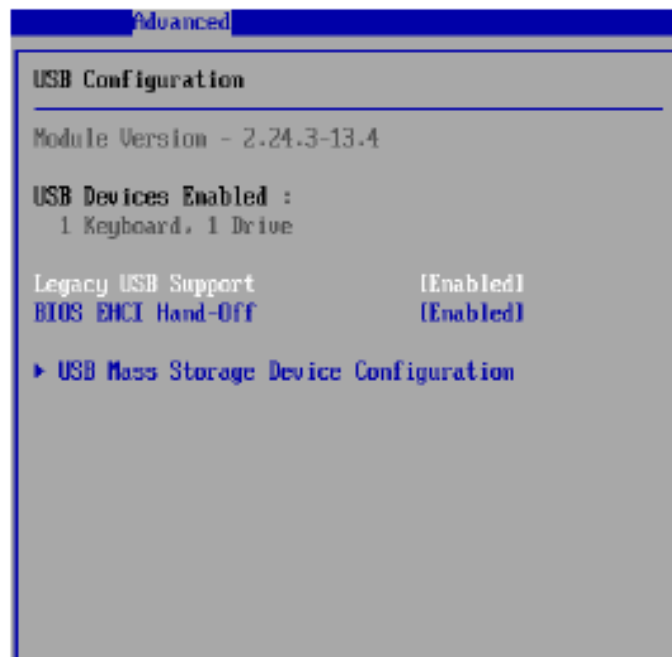 Advanced
USB Configuration
Module Version - 2.24.3-13.4
USB Devices Enabled :
1 Keyboard, 1 Drive
Legacy USB Support [Enabled]
BIOS EHCI Hand-Off [Enabled]
▶ USB Mass Storage Device Configuration